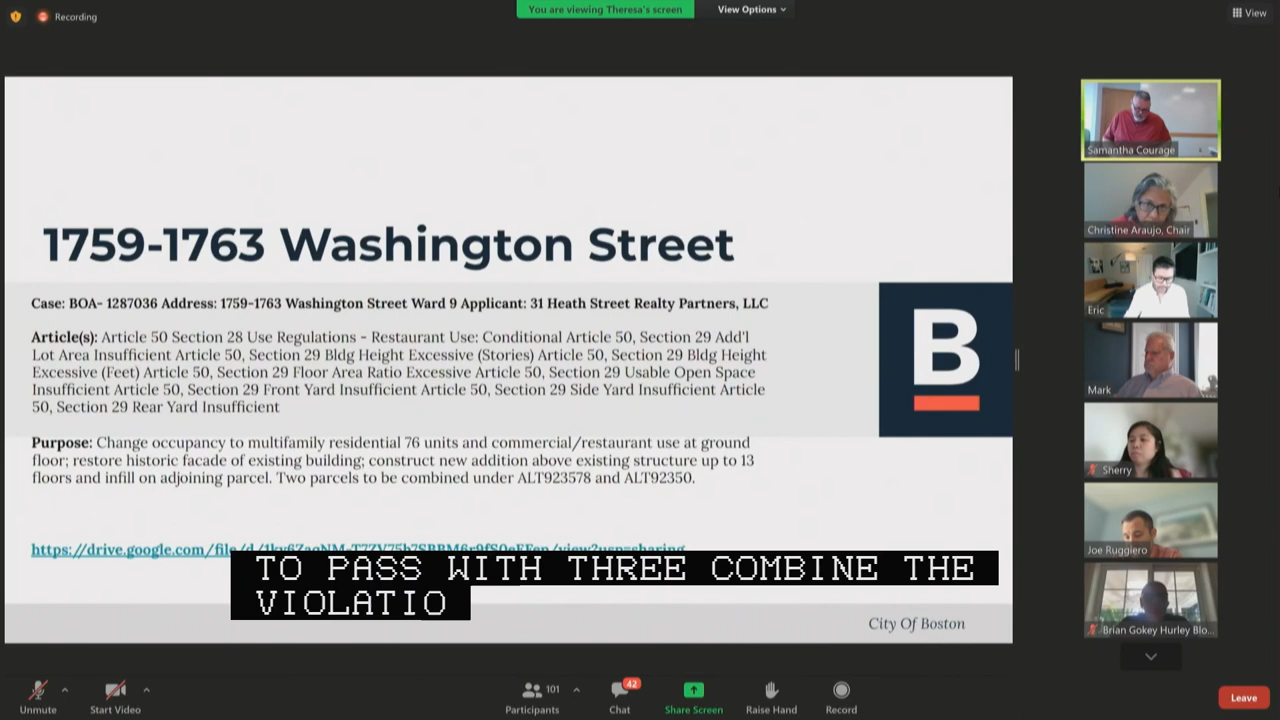 Recording
You are viewing Theresa's screen
View Options
View
1759-1763 Washington Street
Case: BOA- 1287036 Address: 1759-1763 Washington Street Ward 9 Applicant: 31 Heath Street Realty Partners, LLC
Article(s): Article 50 Section 28 Use Regulations - Restaurant Use: Conditional Article 50, Section 29 Add'l
Lot Area Insufficient Article 50, Section 29 Bldg Height Excessive (Stories) Article 50, Section 29 Bldg Height
Excessive (Feet) Article 50, Section 29 Floor Area Ratio Excessive Article 50, Section 29 Usable Open Space
Insufficient Article 50, Section 29 Front Yard Insufficient Article 50, Section 29 Side Yard Insufficient Article
50, Section 29 Rear Yard Insufficient
Purpose: Change occupancy to multifamily residential 76 units and commercial/restaurant use at ground
floor; restore historic facade of existing building; construct new addition above existing structure up to 13
floors and infill on adjoining parcel. Two parcels to be combined under ALT923578 and ALT92350.
https://drive.google.com/file
TO PASS WITH THREE COMBINE THE
VIOLATIO
B
City Of Boston
Samantha Courage
Christine Araujo, Chair
Eric
Mark
Sherry
Joe Ruggiero
Brian Gokey Hurley Blo...
Unmute
Start Video
101
Participants
42
Chat
Share Screen
Raise Hand
Record
Leave